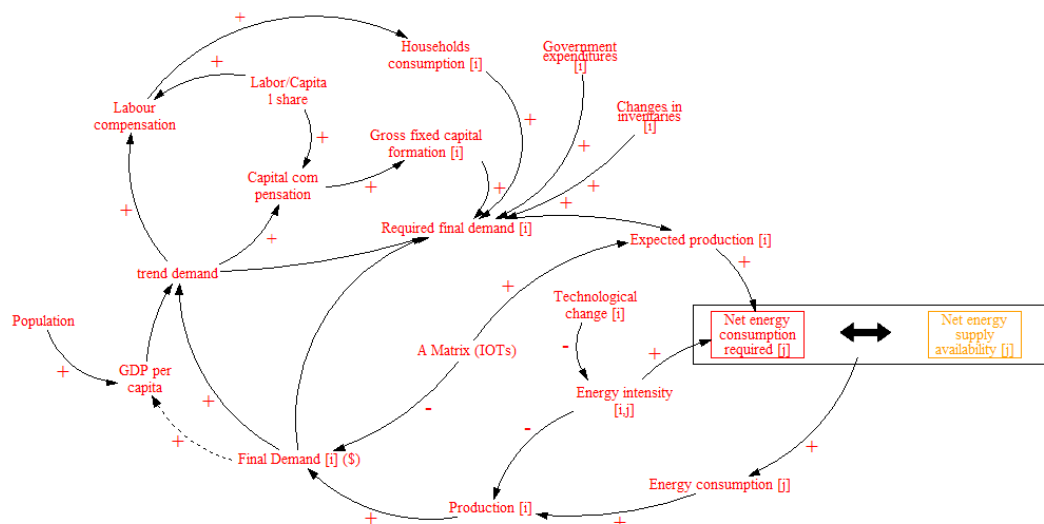 Households
consumption [i]
Government
expenditures
[i]
+
Labor/Capita
l share
Labour
compensation
+
Changes in
inventaries
[i]
+
+
+
Gross fixed capital
formation [i]
+
+
Capital com
pensation
+
+
+
+
+
+
Required final demand [i]
+
Expected production [i]
+
trend demand
+
Technological
change [i]
Population
Net energy
consumption
required [j]
Net energy
supply
availability [j]
-
+
A Matrix (IOTs)
GDP per
capita
+
Energy intensity
[i,j]
+
-
-
+
+
Final Demand [i] ($)
Energy consumption [j]
Production [i]
+
+